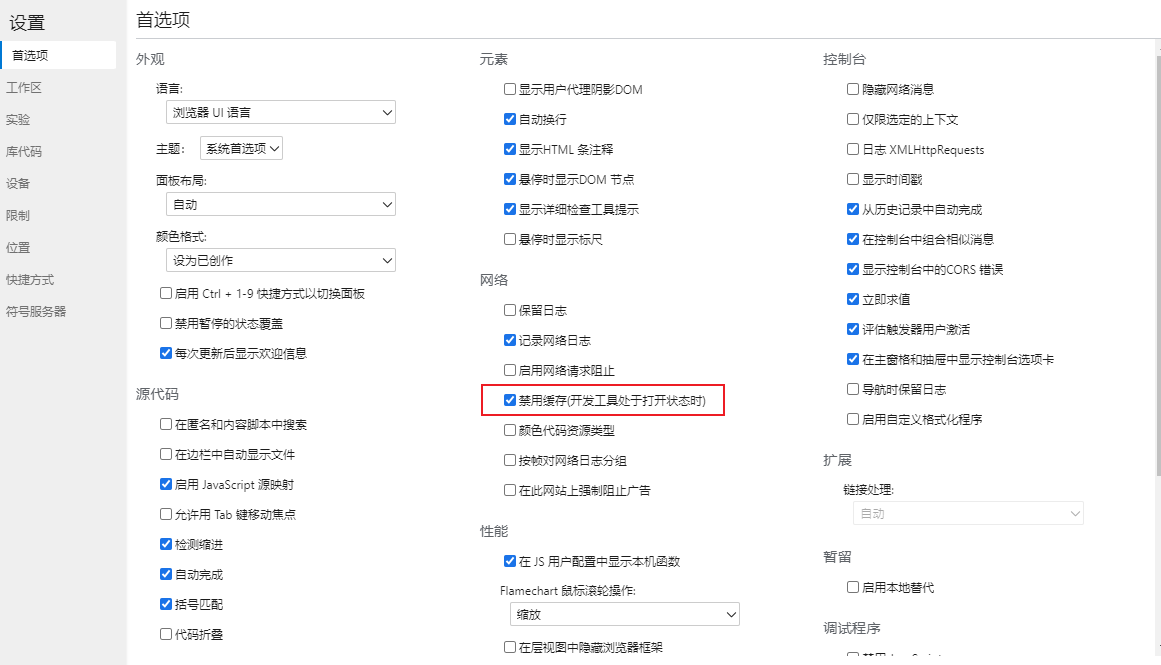 设置
首选项
工作区
实验
库代码
设备
限制
位置
快捷方式
符号服务器
首选项
外观
语言:
浏览器 UI 语言
主题:
系统首选项
面板布局:
自动
颜色格式:
设为已创作
启用 Ctrl + 1-9 快捷方式以切换面板
禁用暂停的状态覆盖
每次更新后显示欢迎信息
源代码
在匿名和内容脚本中搜索
在边栏中自动显示文件
启用 JavaScript 源映射
允许用 Tab 键移动焦点
检测缩进
自动完成
括号匹配
代码折叠
元素
显示用户代理阴影DOM
自动换行
显示HTML 条注释
悬停时显示DOM 节点
显示详细检查工具提示
悬停时显示标尺
网络
保留日志
记录网络日志
启用网络请求阻止
禁用缓存(开发工具处于打开状态时)
颜色代码资源类型
按帧对网络日志分组
在此网站上强制阻止广告
性能
在 JS 用户配置中显示本机函数
Flamechart 鼠标滚轮操作:
缩放
在层视图中隐藏浏览器框架
控制台
隐藏网络消息
仅限选定的上下文
日志 XMLHttpRequests
显示时间戳
从历史记录中自动完成
在控制台中组合相似消息
显示控制台中的CORS 错误
立即求值
评估触发器用户激活
在主窗格和抽屉中显示控制台选项卡
导航时保留日志
启用自定义格式化程序
扩展
链接处理:
自动
暂留
启用本地替代
调试程序